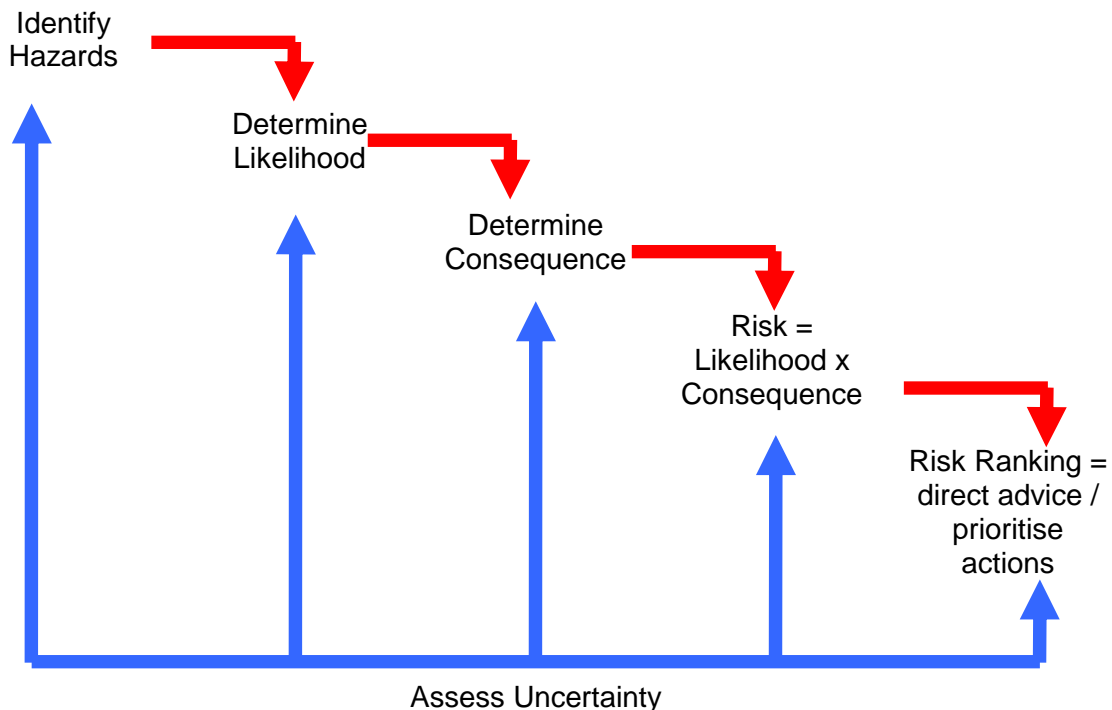 Identify
Hazards
Determine
Likelihood
Determine
Consequence
Risk =
Likelihood x
Consequence
Risk Ranking =
direct advice /
prioritise
actions
Assess Uncertainty